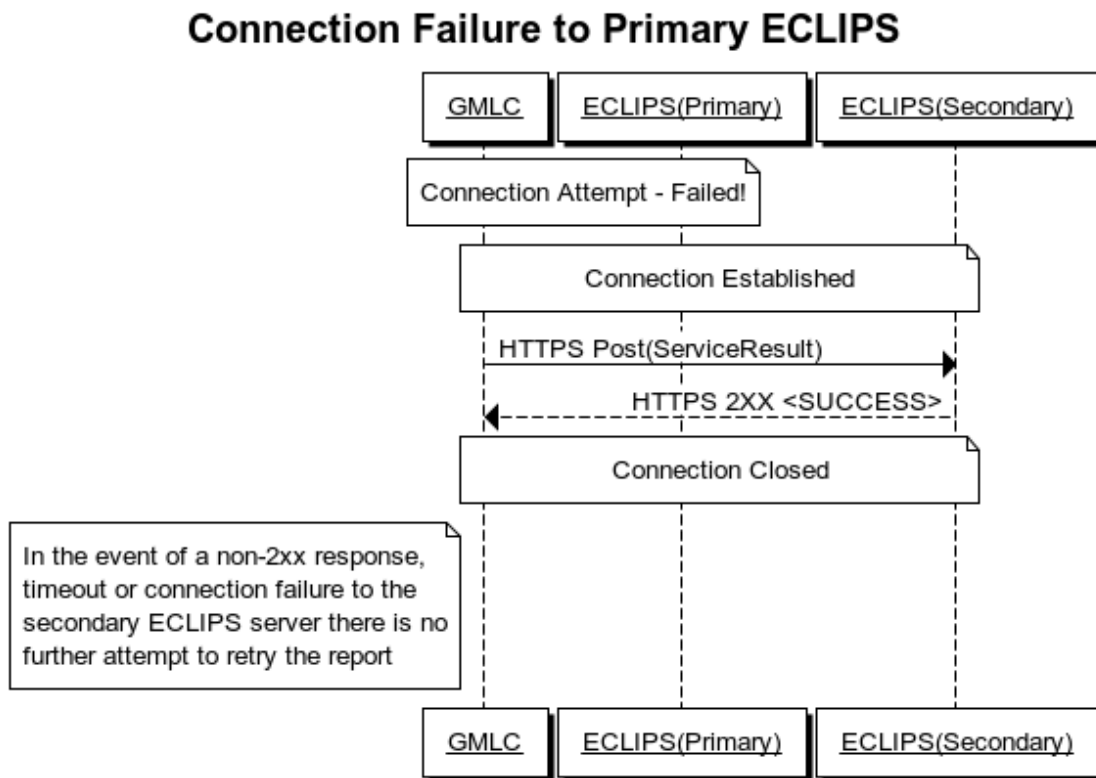 Connection Failure to Primary ECLIPS
GMLC
ECLIPS(Primary)
ECLIPS(Secondary)
Connection Attempt - Failed!
Connection Established
HTTPS Post(ServiceResult)
HTTPS 2XX <SUCCESS>
Connection Closed
In the event of a non-2xx response,
timeout or connection failure to the
secondary ECLIPS server there is no
further attempt to retry the report
GMLC
ECLIPS(Primary)
ECLIPS(Secondary)